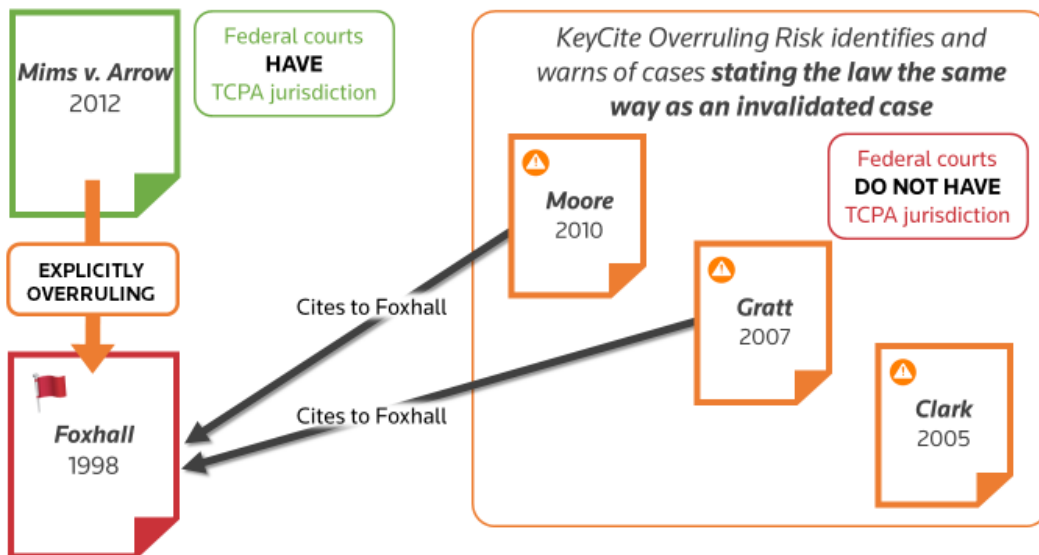 Mims v. Arrow
2012
Federal courts
HAVE
TCPA jurisdiction
EXPLICITLY
OVERRULING
Foxhall
1998
KeyCite Overruling Risk identifies and
warns of cases stating the law the same
way as an invalidated case
Federal courts
DO NOT HAVE
TCPA jurisdiction
Moore
2010
Cites to Foxhall
Gratt
2007
Cites to Foxhall
Clark
2005